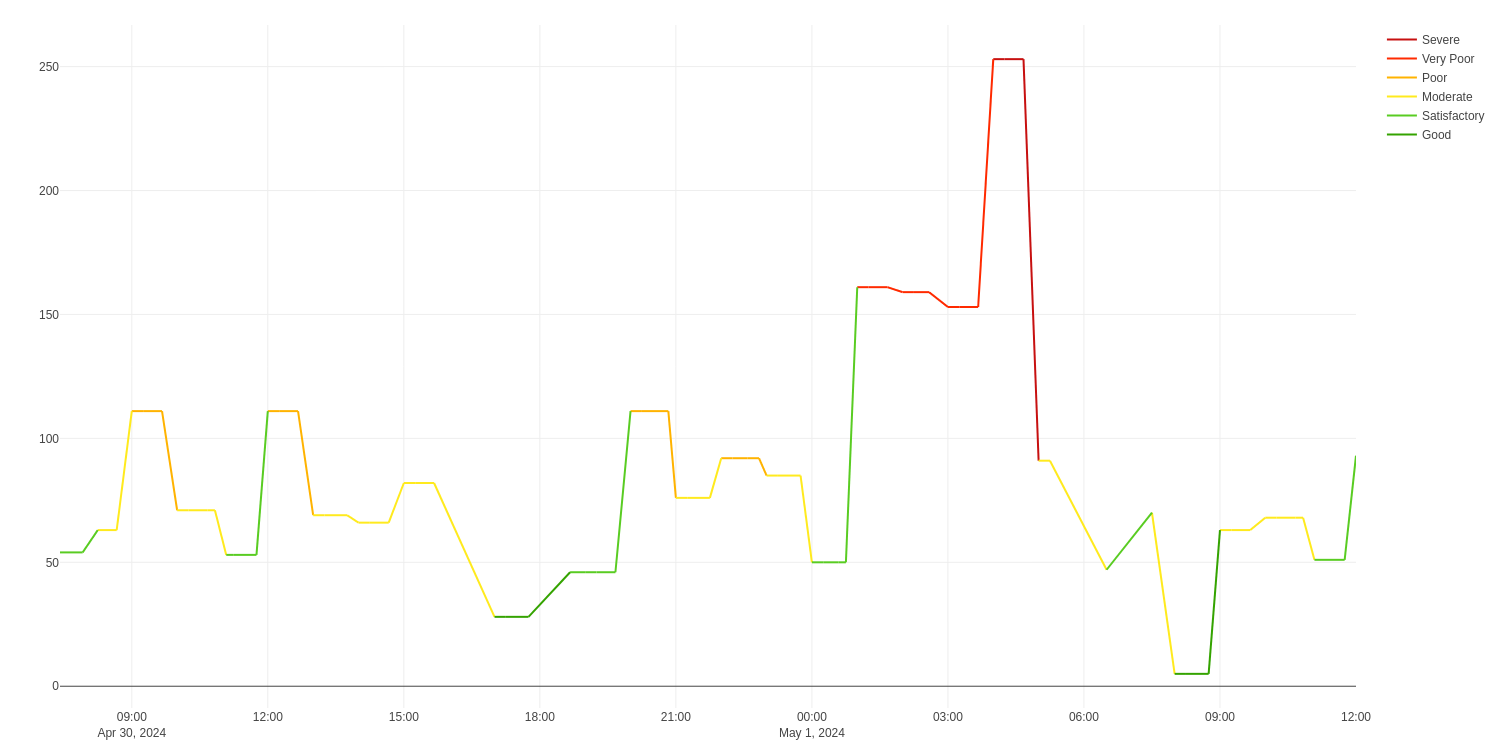 250
200
150
100
50
0
09:00 12:00 15:00 18:00 21:00 00:00 03:00 06:00 09:00 12:00
Apr 30, 2024 May 1, 2024
Severe
Very Poor
Poor
Moderate
Satisfactory
Good